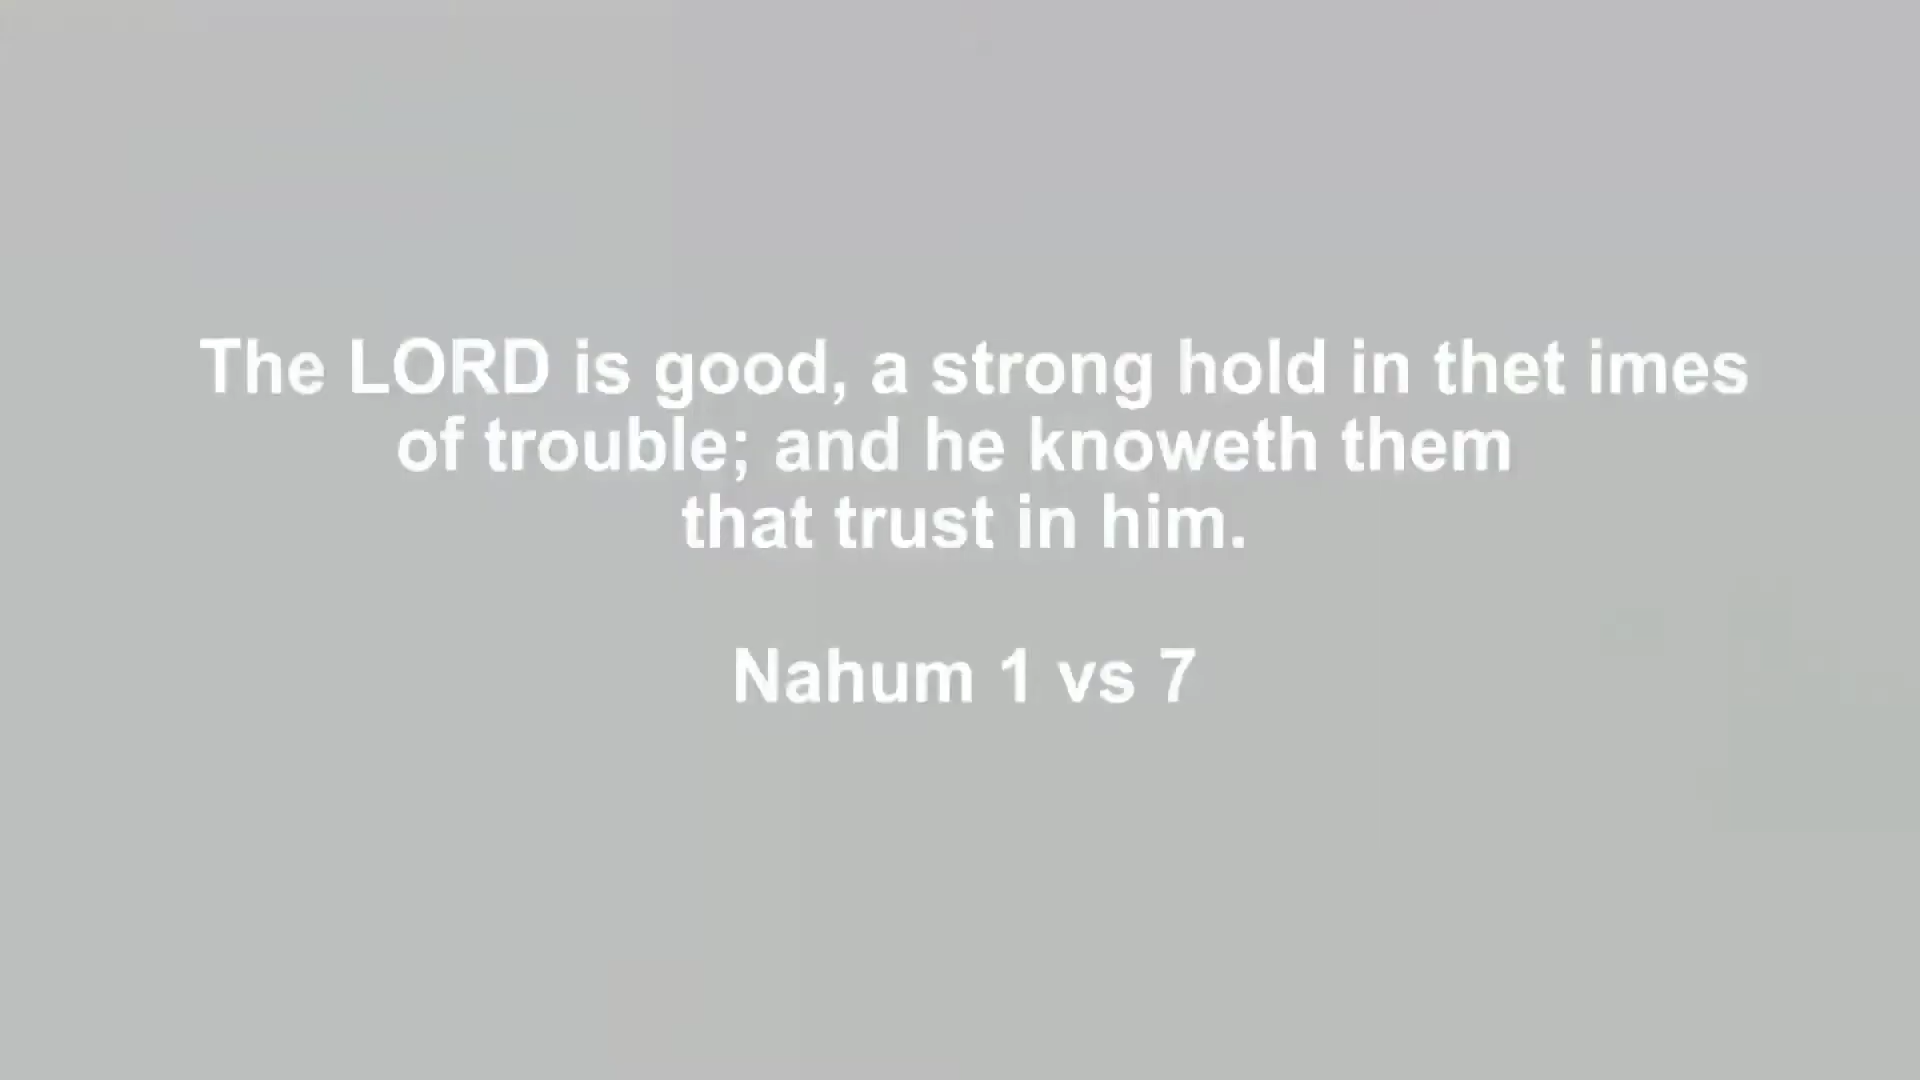 The LORD is good, a strong hold in thet imes
of trouble; and he knoweth them
that trust in him.
Nahum 1 vs 7